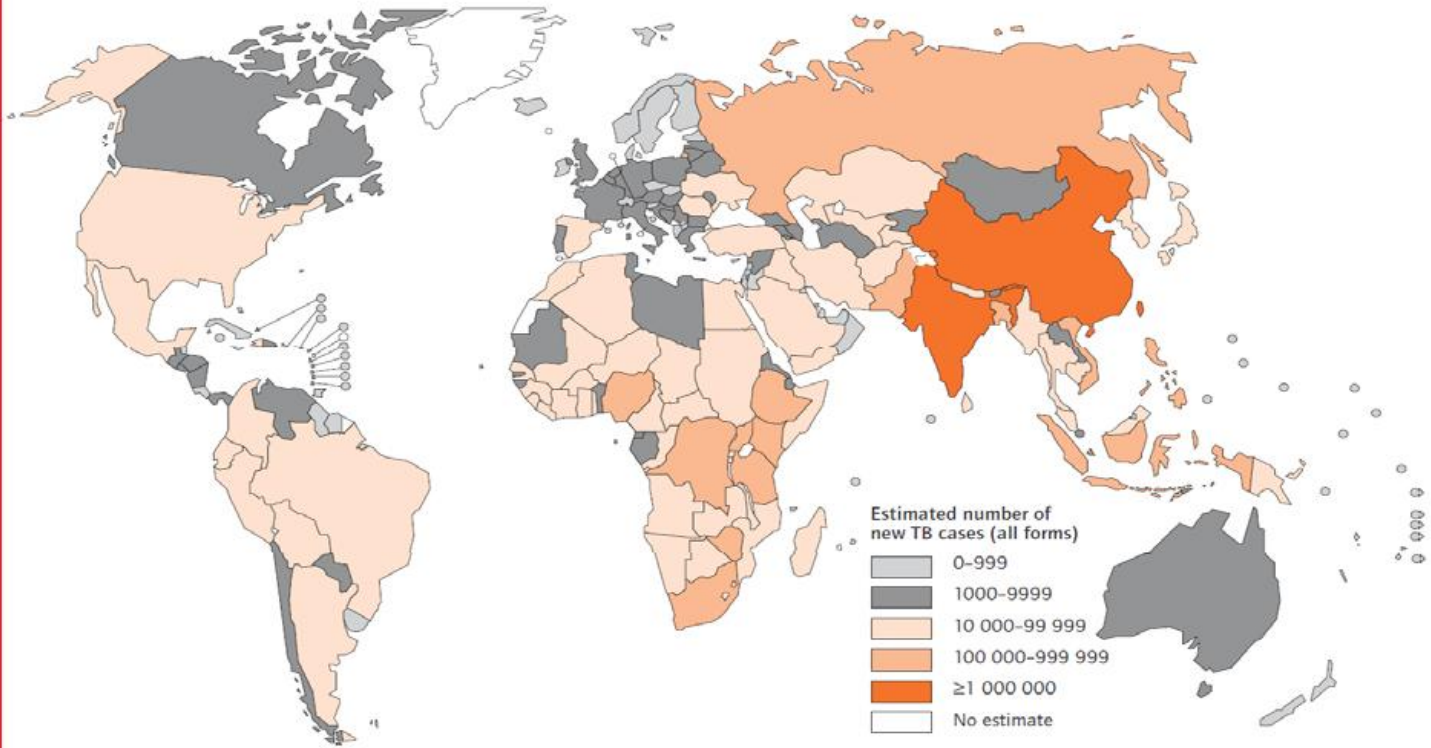 Estimated number of
new TB cases (all forms)
0–999
1000–9999
10 000–99 999
100 000–999 999
≥1 000 000
No estimate